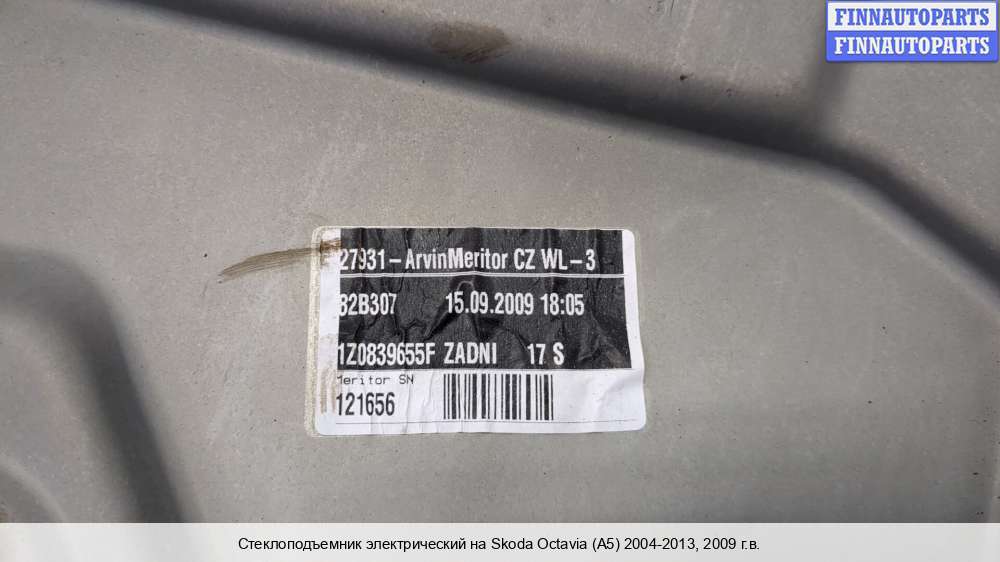 FINNAUTOPARTS
FINNAUTOPARTS
27931-ArvinMeritor CZ WL-3
82B307 15.09.2009 18:05
1Z0839655F ZADNI 17 S
Meritor SN
121656
Стеклоподъемник электрический на Skoda Octavia (A5) 2004-2013, 2009 г.в.